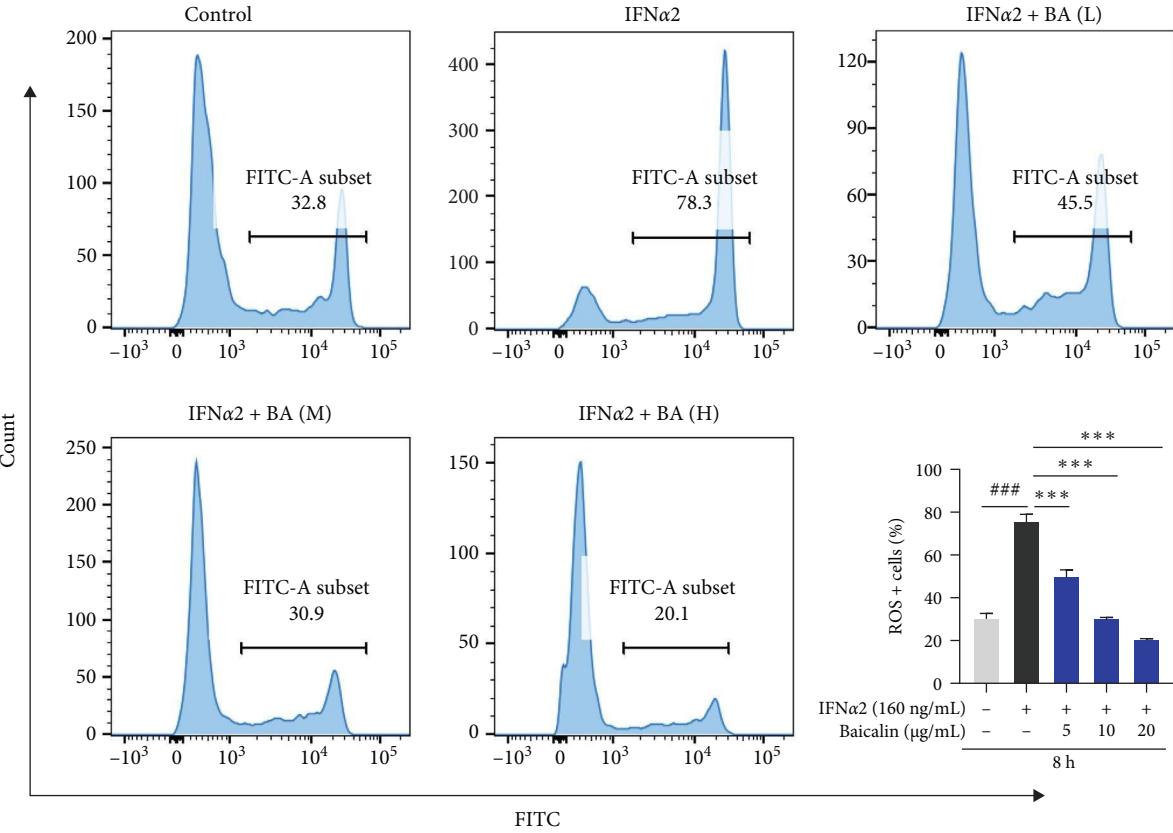 Control
200
150
100
50
0
–10³ 0 10³ 10⁴ 10⁵
FITC-A subset
32.8
IFNα2
400
300
200
100
0
–10³ 0 10³ 10⁴ 10⁵
FITC-A subset
78.3
IFNα2 + BA (L)
120
90
60
30
0
–10³ 0 10³ 10⁴ 10⁵
FITC-A subset
45.5
Count
IFNα2 + BA (M)
250
200
150
100
50
0
–10³ 0 10³ 10⁴ 10⁵
FITC-A subset
30.9
IFNα2 + BA (H)
150
100
50
0
–10³ 0 10³ 10⁴ 10⁵
FITC-A subset
20.1
***
***
### ***
ROS + cells (%)
100
80
60
40
20
0
IFNα2 (160 ng/mL) – + + + +
Baicalin (µg/mL) – – 5 10 20
8 h
FITC